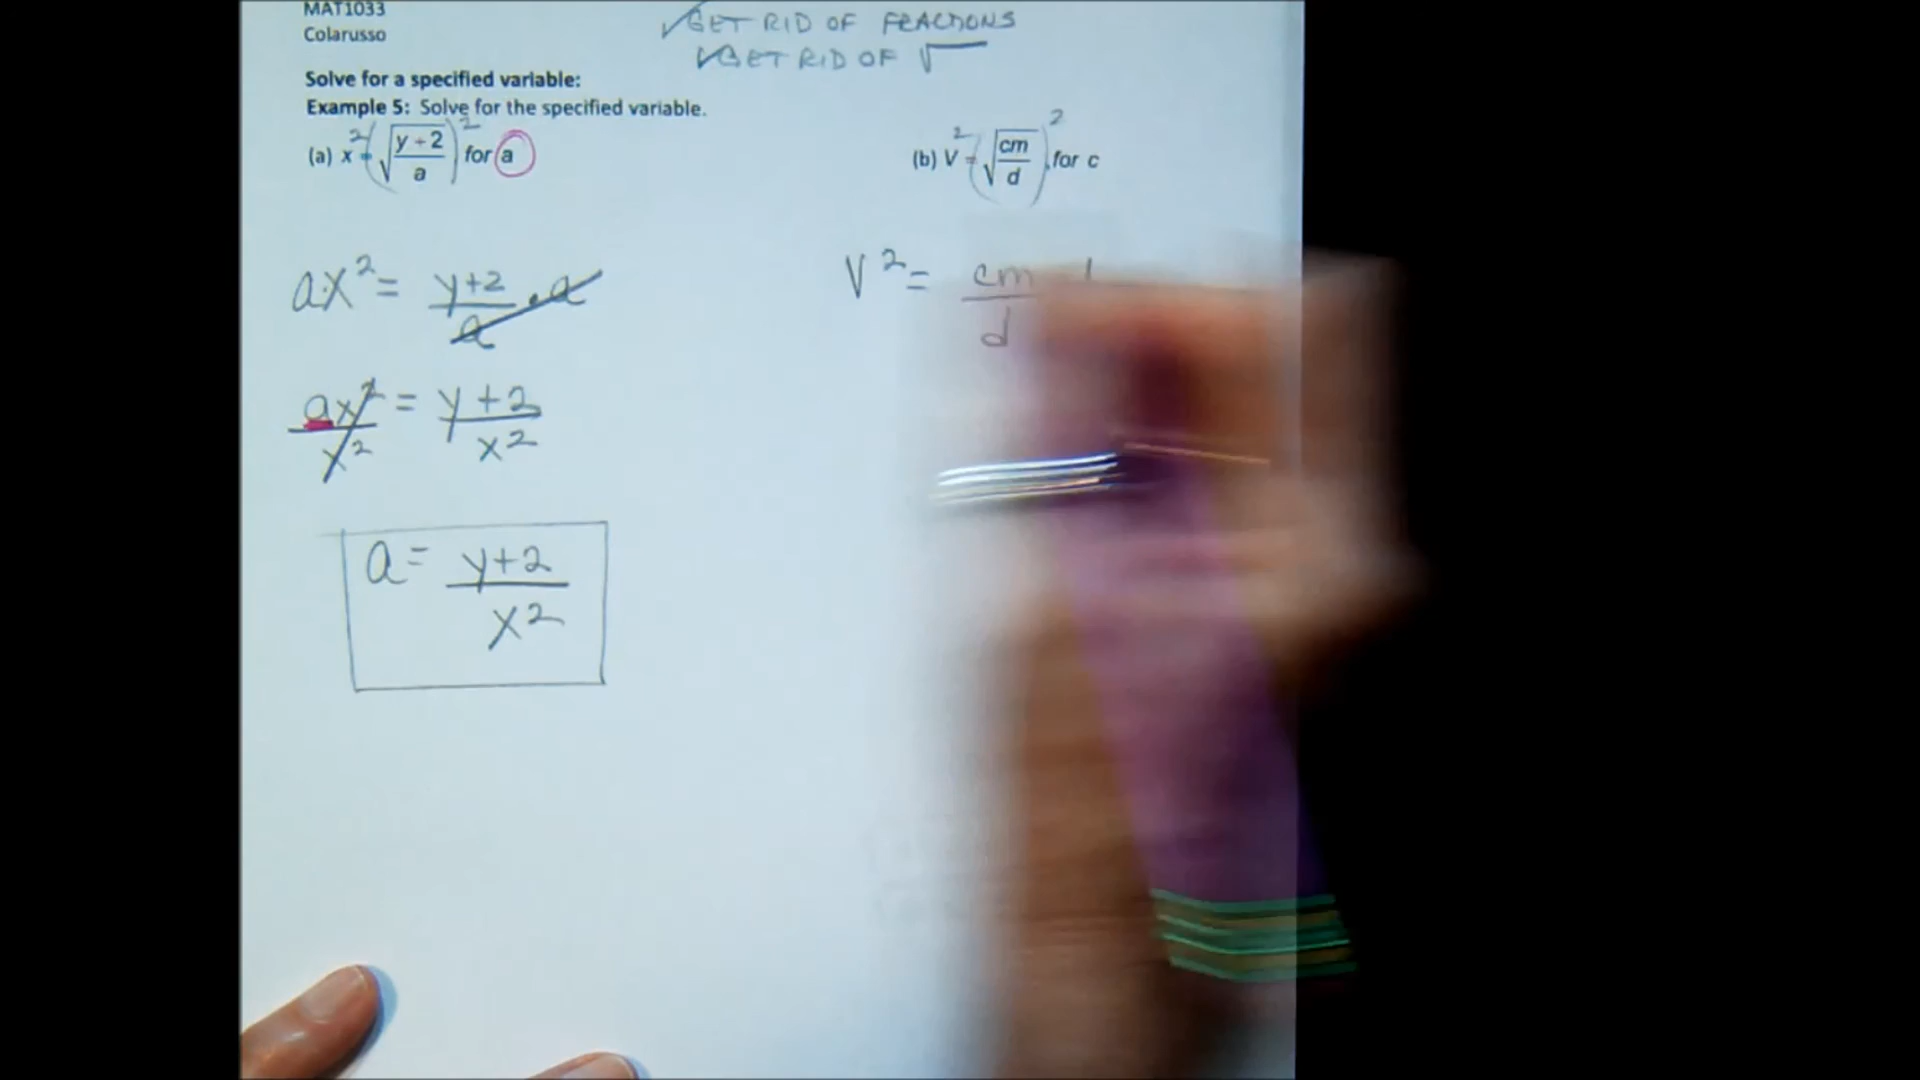 MAT1033
Colarusso
✓GET RID OF FRACTIONS
✓GET RID OF √
Solve for a specified variable:
Example 5: Solve for the specified variable.
(a) x² = (√((y + 2)/a))² for a
(b) V² = (√(cm/d))², for c
a·x² = (y+2)/a · a
ax²/x² = (y+2)/x²
a = (y+2)/x²
V² = cm/d